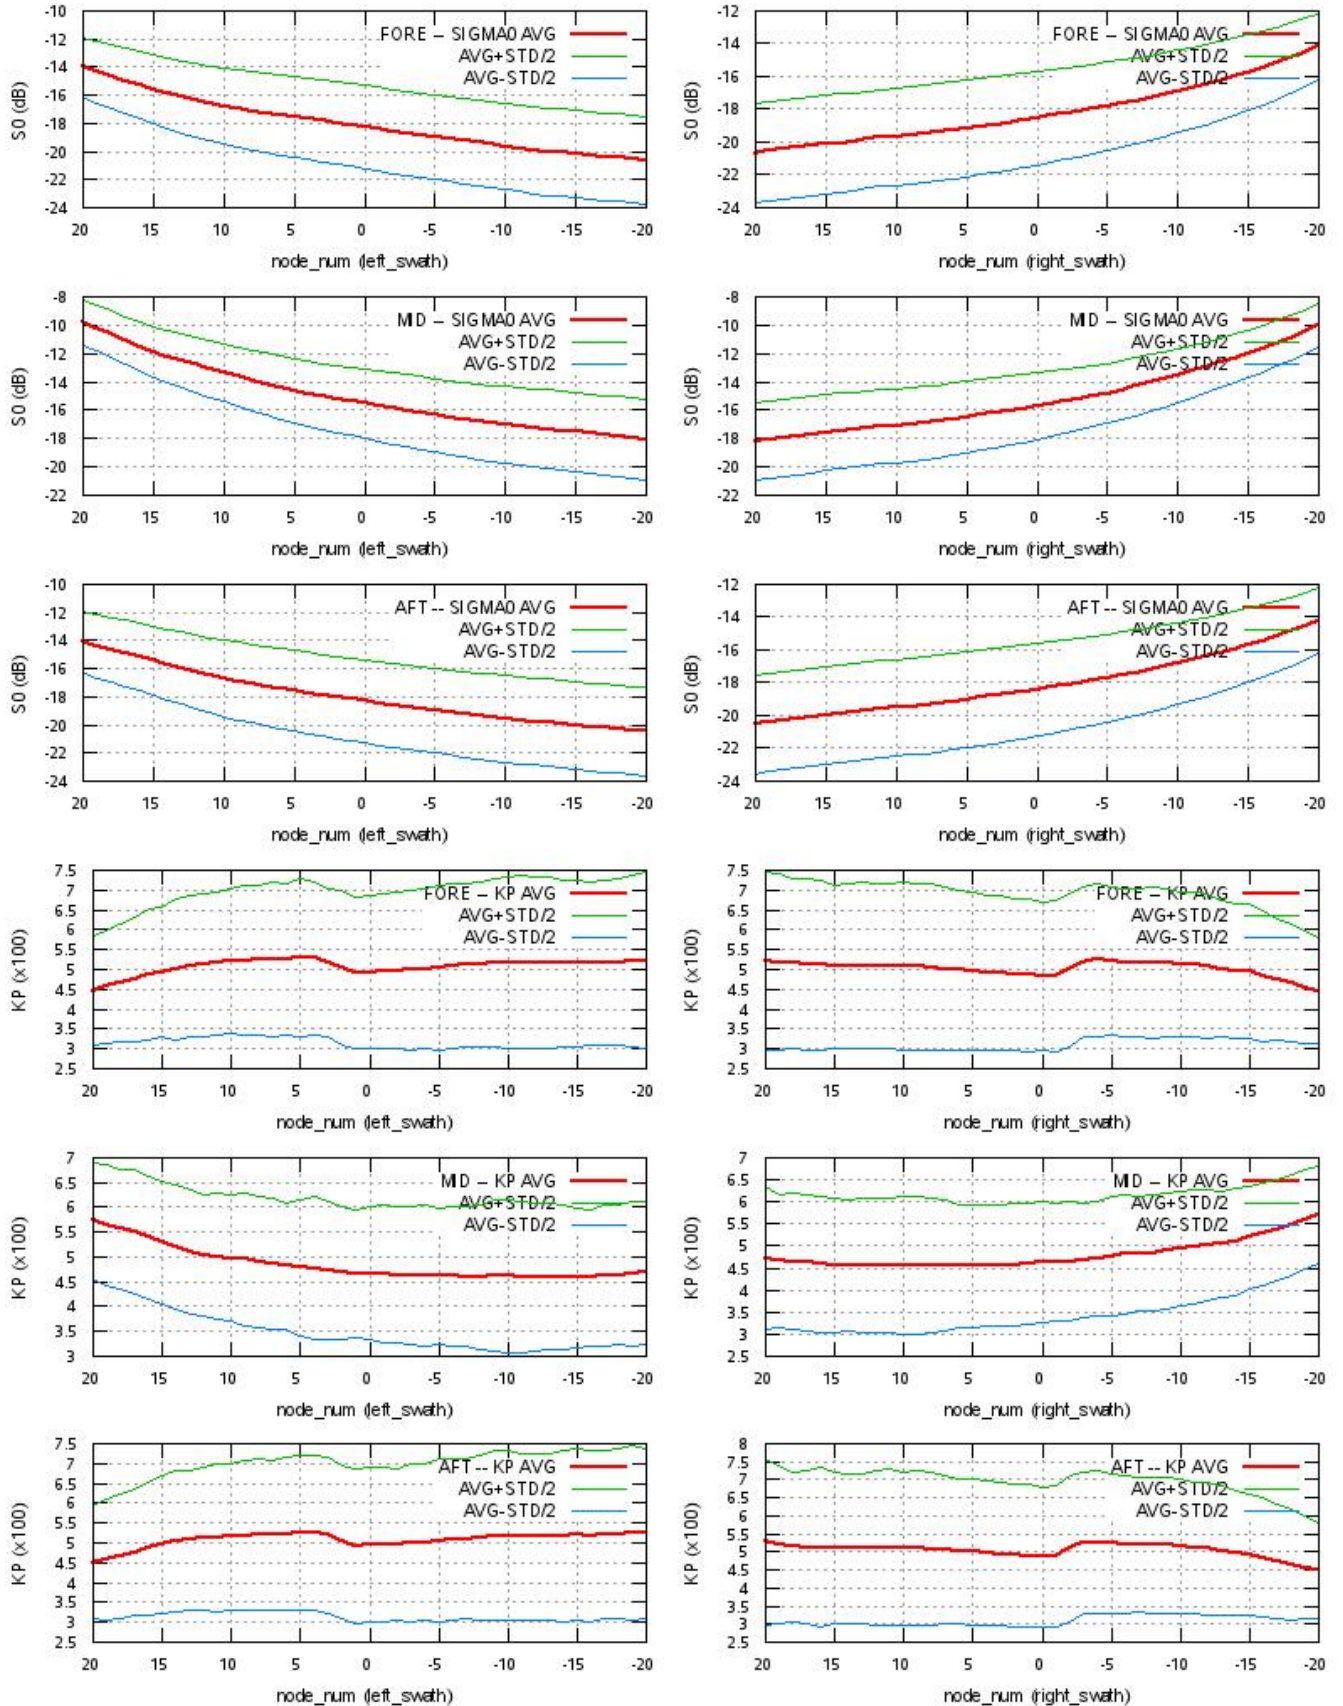 -10
FORE -- SIGMA0 AVG
-12
AVG+STD/2
-14
AVG-STD/2
-16
S0 (dB)
-18
-20
-22
-24
20 15 10 5 0 -5 -10 -15 -20
node_num (left_swath)
-12
FORE -- SIGMA0 AVG
-14
AVG+STD/2
-16
AVG-STD/2
S0 (dB)
-18
-20
-22
-24
20 15 10 5 0 -5 -10 -15 -20
node_num (right_swath)
-8
MID -- SIGMA0 AVG
-10
AVG+STD/2
-12
AVG-STD/2
-14
S0 (dB)
-16
-18
-20
-22
20 15 10 5 0 -5 -10 -15 -20
node_num (left_swath)
-8
MID -- SIGMA0 AVG
-10
AVG+STD/2
-12
AVG-STD/2
-14
S0 (dB)
-16
-18
-20
-22
20 15 10 5 0 -5 -10 -15 -20
node_num (right_swath)
-10
AFT -- SIGMA0 AVG
-12
AVG+STD/2
-14
AVG-STD/2
-16
S0 (dB)
-18
-20
-22
-24
20 15 10 5 0 -5 -10 -15 -20
node_num (left_swath)
-12
AFT -- SIGMA0 AVG
-14
AVG+STD/2
-16
AVG-STD/2
S0 (dB)
-18
-20
-22
-24
20 15 10 5 0 -5 -10 -15 -20
node_num (right_swath)
7.5
FORE -- KP AVG
7
AVG+STD/2
6.5
AVG-STD/2
6
5.5
KP (x100)
5
4.5
4
3.5
3
2.5
20 15 10 5 0 -5 -10 -15 -20
node_num (left_swath)
7.5
FORE -- KP AVG
7
AVG+STD/2
6.5
AVG-STD/2
6
5.5
KP (x100)
5
4.5
4
3.5
3
2.5
20 15 10 5 0 -5 -10 -15 -20
node_num (right_swath)
7
MID -- KP AVG
6.5
AVG+STD/2
6
AVG-STD/2
5.5
5
KP (x100)
4.5
4
3.5
3
20 15 10 5 0 -5 -10 -15 -20
node_num (left_swath)
7
MID -- KP AVG
6.5
AVG+STD/2
6
AVG-STD/2
5.5
5
KP (x100)
4.5
4
3.5
3
2.5
20 15 10 5 0 -5 -10 -15 -20
node_num (right_swath)
7.5
AFT -- KP AVG
7
AVG+STD/2
6.5
AVG-STD/2
6
5.5
KP (x100)
5
4.5
4
3.5
3
2.5
20 15 10 5 0 -5 -10 -15 -20
node_num (left_swath)
8
AFT -- KP AVG
7.5
AVG+STD/2
7
AVG-STD/2
6.5
6
5.5
KP (x100)
5
4.5
4
3.5
3
2.5
20 15 10 5 0 -5 -10 -15 -20
node_num (right_swath)